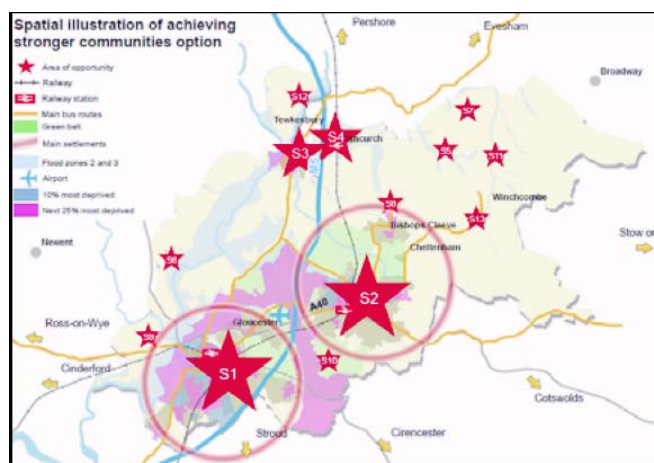 Spatial illustration of achieving
stronger communities option
Area of opportunity
Railway
Railway station
Main bus routes
Green belt
Main settlements
Flood zones 2 and 3
Airport
10% most deprived
Next 25% most deprived
Pershore
Evesham
Broadway
S12
Tewkesbury
S7
S4
church
S3
M5
S5
S11
Winchcombe
S8
S13
Bishops Cleeve
Cheltenham
Newent
S6
Stow on
S2
A40
Ross-on-Wye
S9
Gloucester
S10
S1
Cinderford
Cotswolds
Stroud
Cirencester